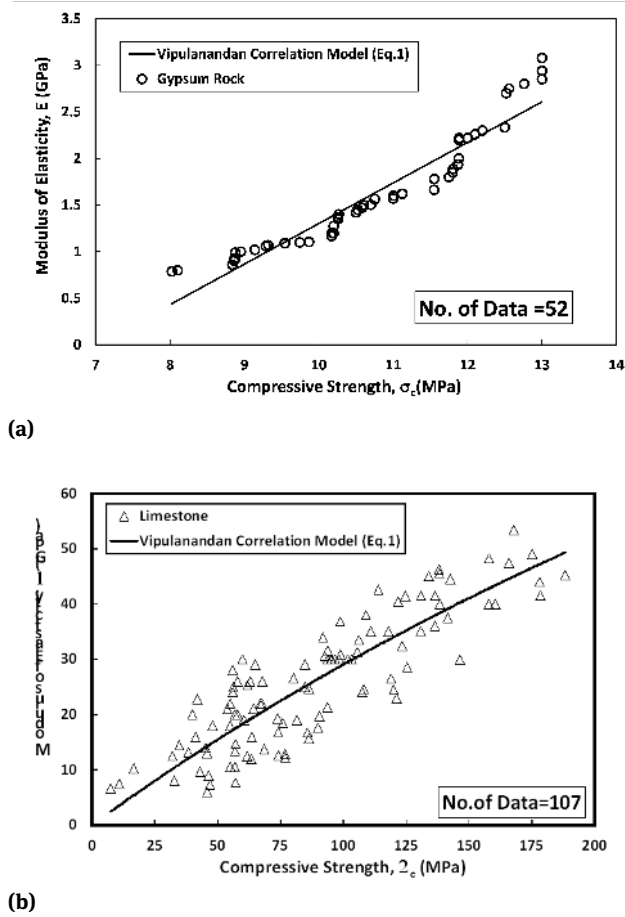 3.5
3
2.5
2
1.5
1
0.5
0
Modulus of Elasticity, E (GPa)
Vipulanandan Correlation Model (Eq.1)
Gypsum Rock
No. of Data =52
7 8 9 10 11 12 13 14
Compressive Strength, σc(MPa)
(a)
60
50
40
30
20
10
0
Limestone
Vipulanandan Correlation Model (Eq.1)
No.of Data=107
0 25 50 75 100 125 150 175 200
Compressive Strength, 2c (MPa)
(b)